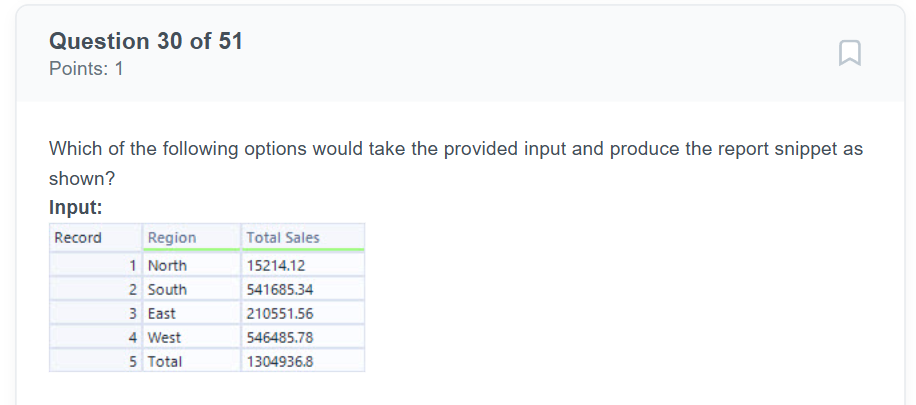 Question 30 of 51
Points: 1
Which of the following options would take the provided input and produce the report snippet as
shown?
Input:
Record Region Total Sales
1 North 15214.12
2 South 541685.34
3 East 210551.56
4 West 546485.78
5 Total 1304936.8